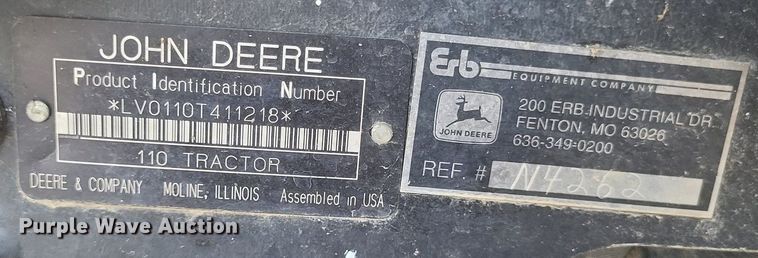 JOHN DEERE
Product Identification Number
*LV0110T411218*
110 TRACTOR
DEERE & COMPANY MOLINE, ILLINOIS Assembled in USA
Erb
EQUIPMENT COMPANY
JOHN DEERE
200 ERB INDUSTRIAL DR.
FENTON, MO 63026
636-349-0200
REF. # N4262
Purple Wave Auction